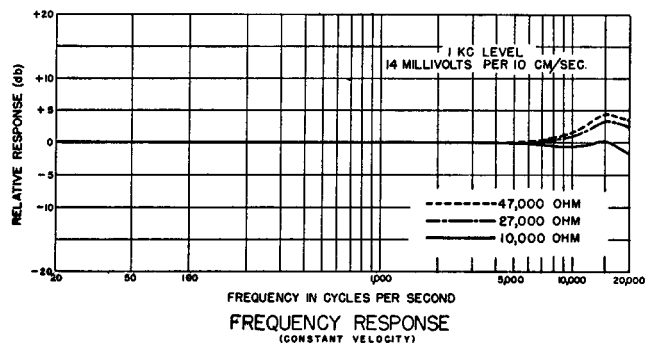 +20
1 KC LEVEL
14 MILLIVOLTS PER 10 CM/SEC.
+10
+5
0
-5
-10
-20
RELATIVE RESPONSE (db)
47,000 OHM
27,000 OHM
10,000 OHM
20 50 100 1,000 5,000 10,000 20,000
FREQUENCY IN CYCLES PER SECOND
FREQUENCY RESPONSE
(CONSTANT VELOCITY)